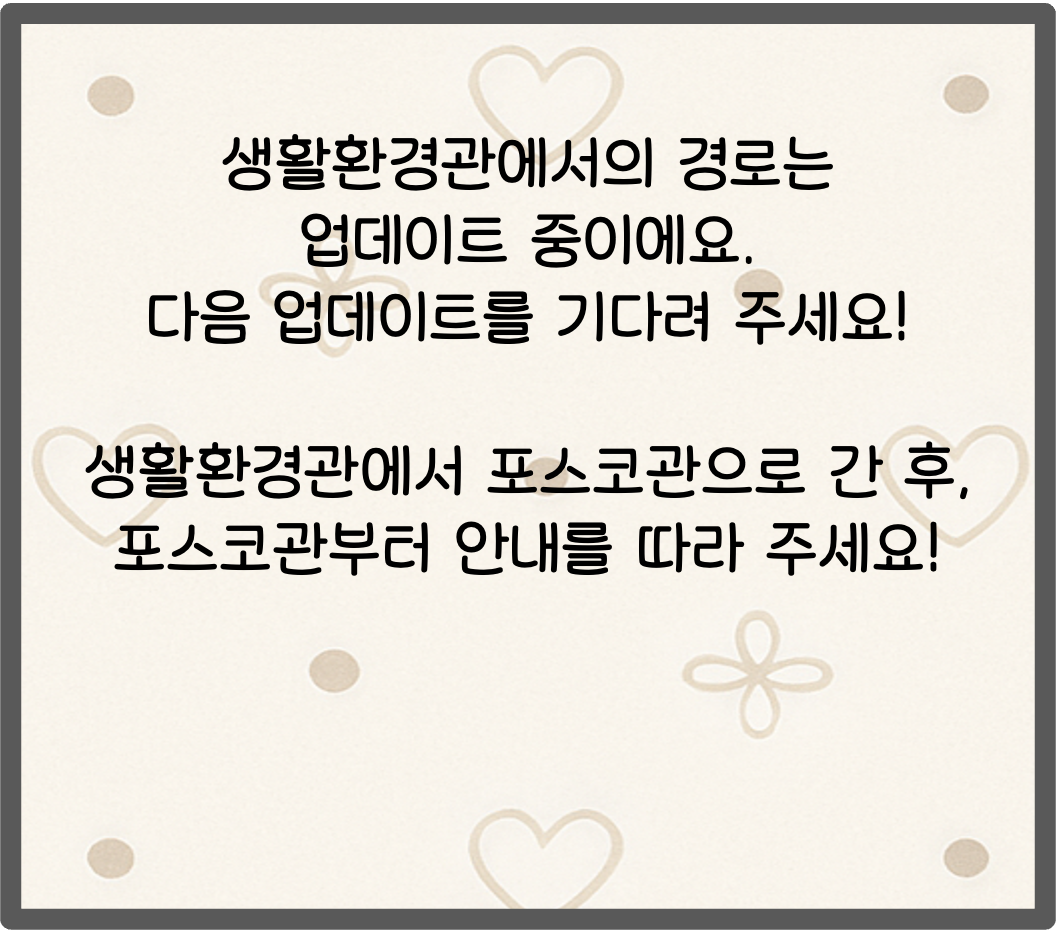 생활환경관에서의 경로는
업데이트 중이에요.
다음 업데이트를 기다려 주세요!
생활환경관에서 포스코관으로 간 후,
포스코관부터 안내를 따라 주세요!